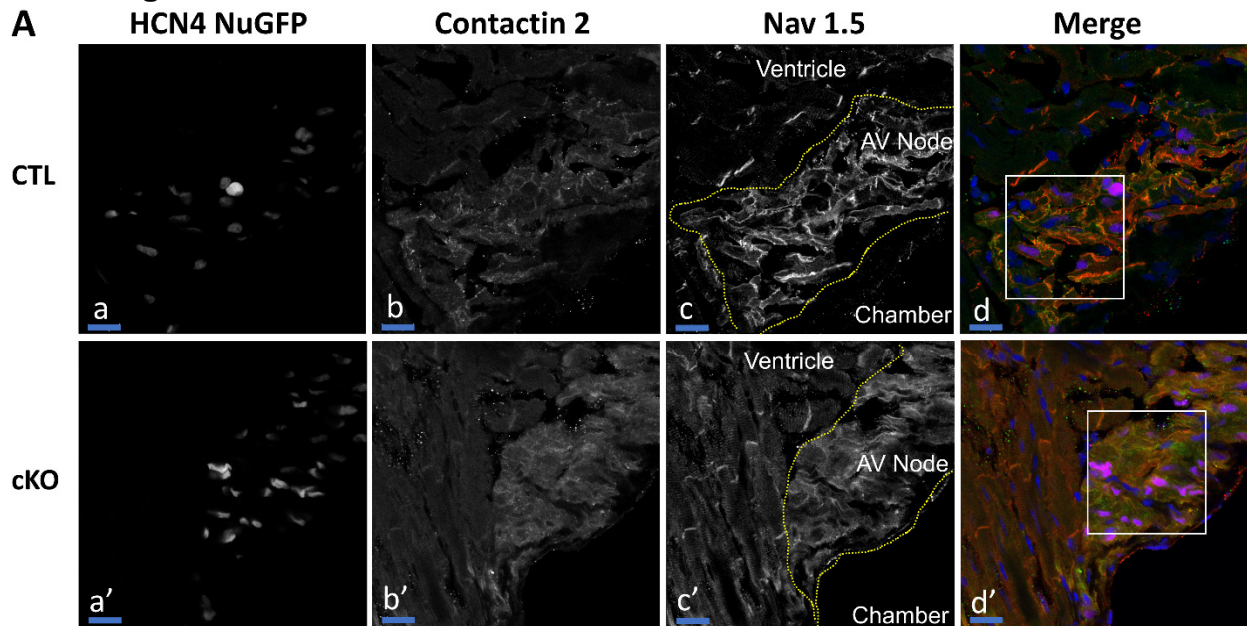 A
HCN4 NuGFP
Contactin 2
Nav 1.5
Merge
CTL
a
b
Ventricle
AV Node
Chamber
c
d
cKO
a’
b’
Ventricle
AV Node
Chamber
c’
d’